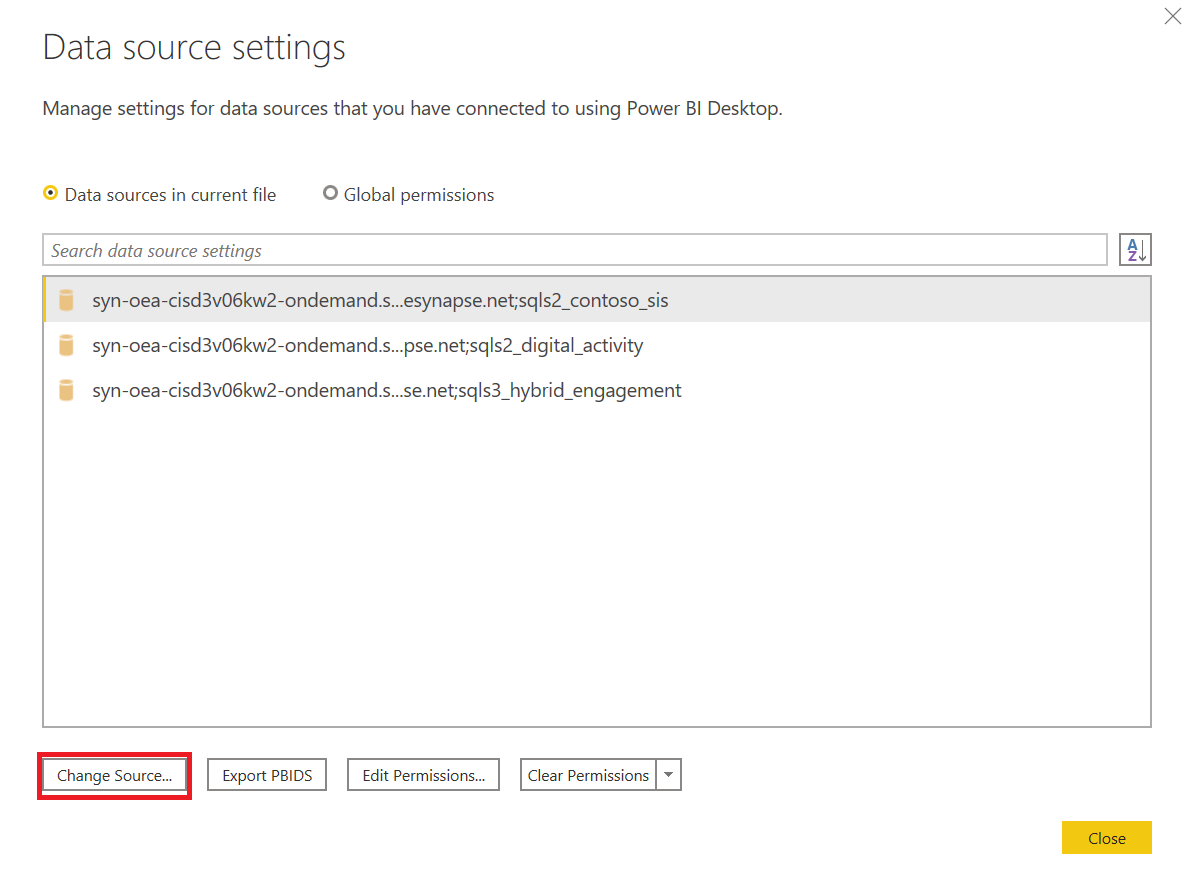 Data source settings
Manage settings for data sources that you have connected to using Power BI Desktop.
Data sources in current file Global permissions
Search data source settings
A
Z
syn-oea-cisd3v06kw2-ondemand.s...esynapse.net;sqls2_contoso_sis
syn-oea-cisd3v06kw2-ondemand.s...pse.net;sqls2_digital_activity
syn-oea-cisd3v06kw2-ondemand.s...se.net;sqls3_hybrid_engagement
Change Source... Export PBIDS Edit Permissions... Clear Permissions
Close